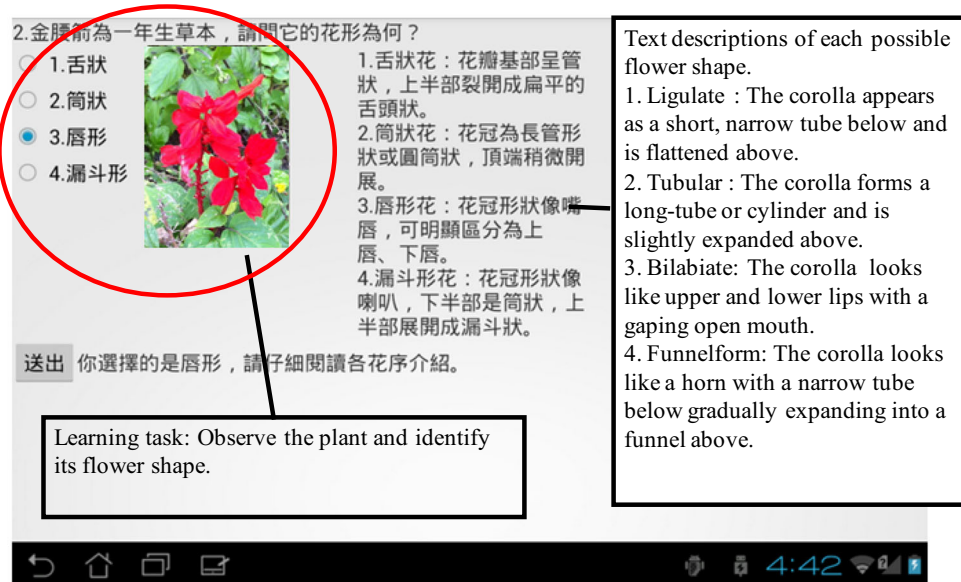 2.金腰箭為一年生草本，請問它的花形為何？
1.舌狀
2.筒狀
3.唇形
4.漏斗形
1.舌狀花：花瓣基部呈管
狀，上半部裂開成扁平的
舌頭狀。
2.筒狀花：花冠為長管形
狀或圓筒狀，頂端稍微開
展。
3.唇形花：花冠形狀像嘴
唇，可明顯區分為上
唇、下唇。
4.漏斗形花：花冠形狀像
喇叭，下半部是筒狀，上
半部展開成漏斗狀。
送出 你選擇的是唇形，請仔細閱讀各花序介紹。
Learning task: Observe the plant and identify
its flower shape.
Text descriptions of each possible
flower shape.
1. Ligulate : The corolla appears
as a short, narrow tube below and
is flattened above.
2. Tubular : The corolla forms a
long-tube or cylinder and is
slightly expanded above.
3. Bilabiate: The corolla looks
like upper and lower lips with a
gaping open mouth.
4. Funnelform: The corolla looks
like a horn with a narrow tube
below gradually expanding into a
funnel above.
4:42